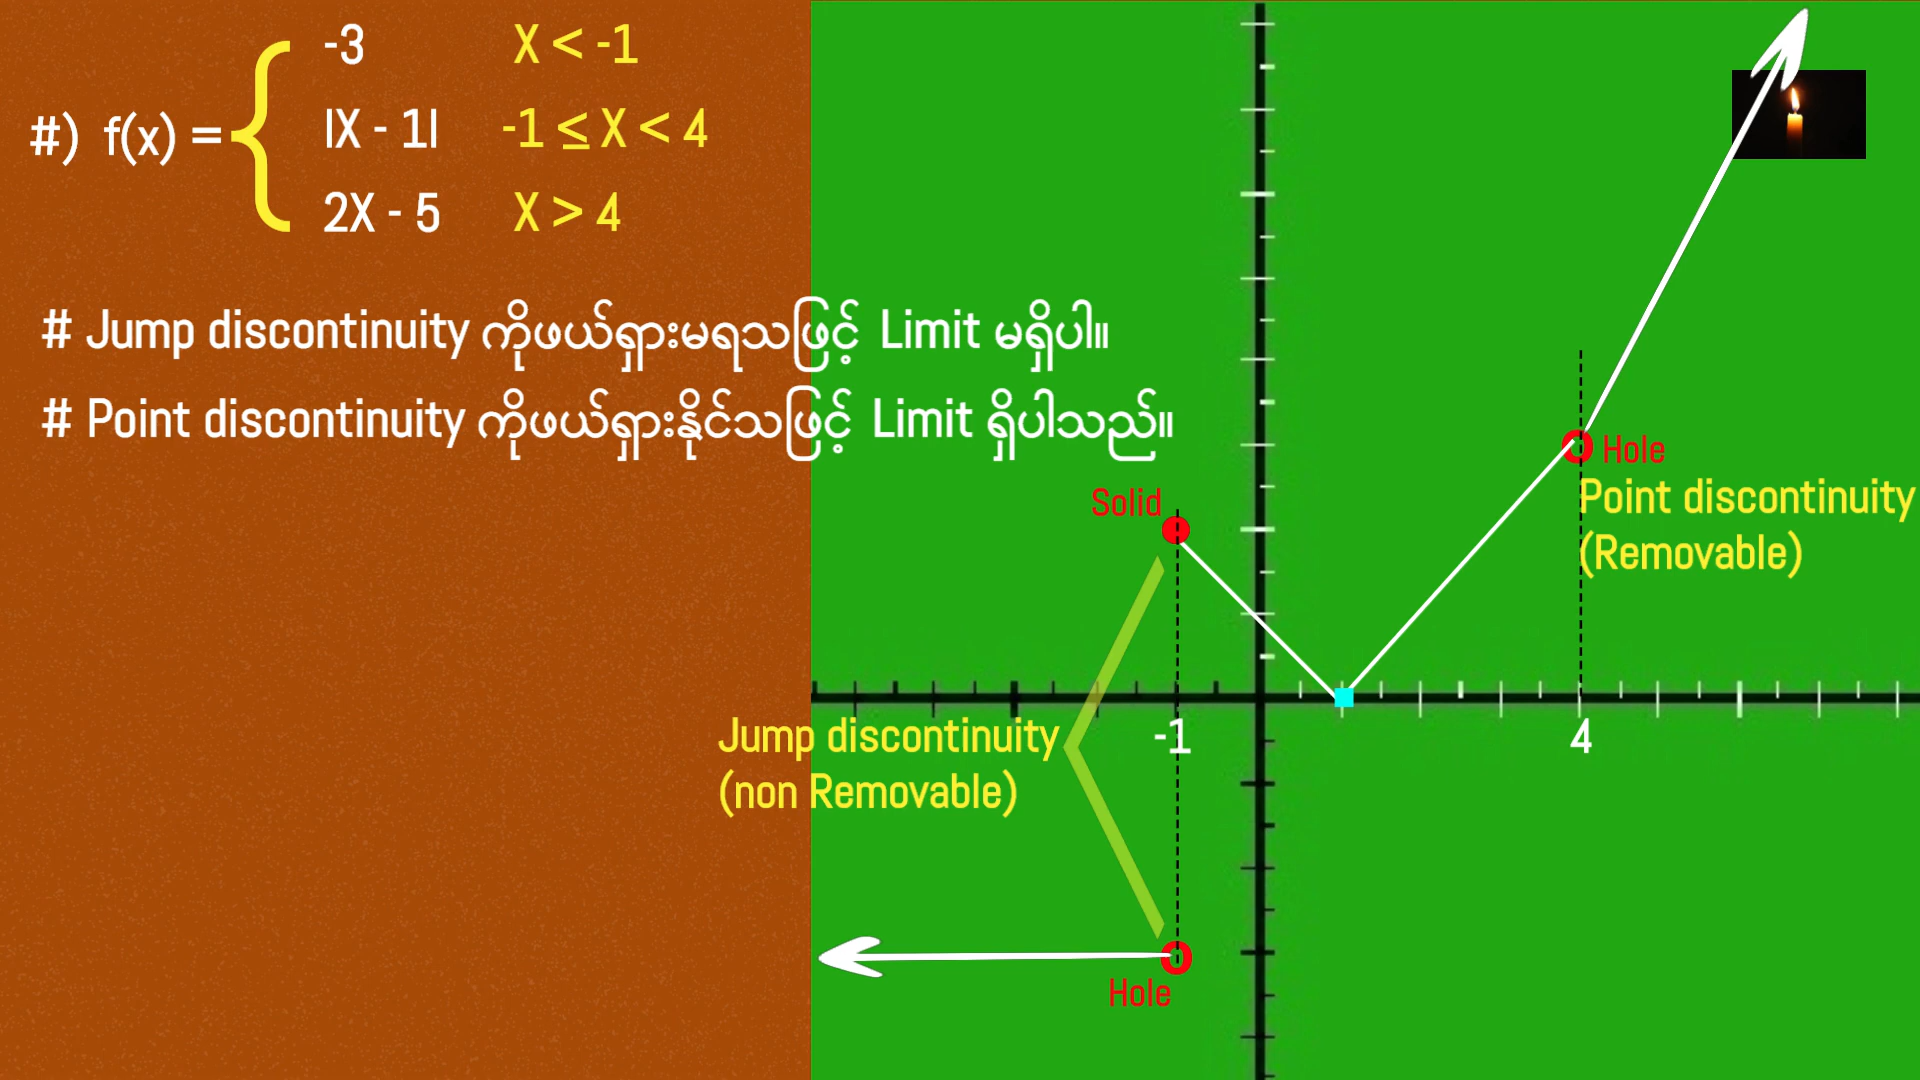 #) f(x) =
-3 X < -1
|X - 1| -1 ≤ X < 4
2X - 5 X > 4
# Jump discontinuity ကိုဖယ်ရှားမရသဖြင့် Limit မရှိပါ။
# Point discontinuity ကိုဖယ်ရှားနိုင်သဖြင့် Limit ရှိပါသည်။
Hole
Point discontinuity
(Removable)
Solid
Jump discontinuity
(non Removable)
-1
4
Hole